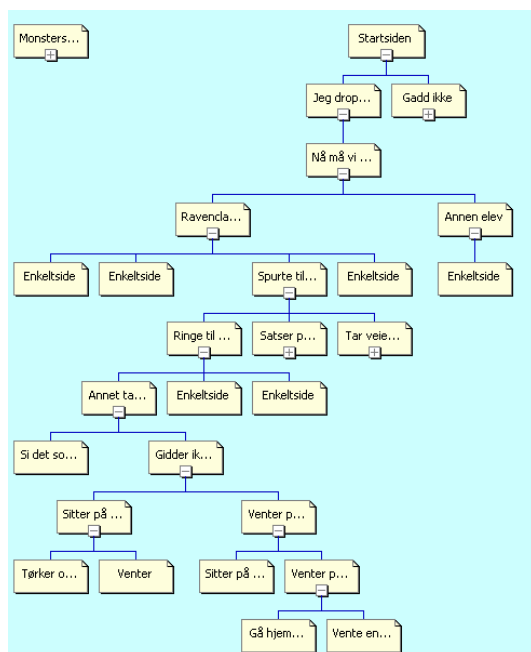 Monsters...
Startsiden
Jeg drop...
Gadd ikke
Nå må vi ...
Ravencla...
Annen elev
Enkeltside
Enkeltside
Spurte til...
Enkeltside
Enkeltside
Ringe til ...
Satser p...
Tar veie...
Annet ta...
Enkeltside
Enkeltside
Si det so...
Gidder ik...
Sitter på ...
Venter p...
Tørker o...
Venter
Sitter på ...
Venter p...
Gå hjem...
Vente en...